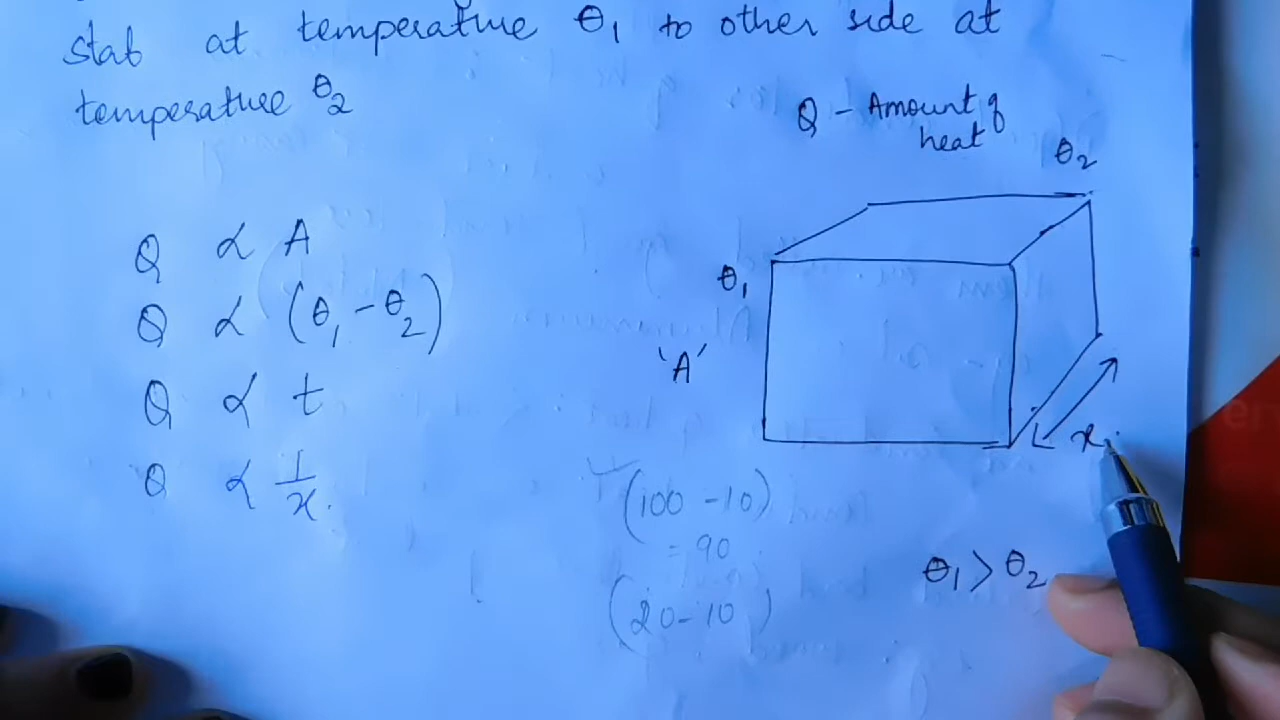 slab at temperature θ₁ to other side at
temperature θ₂
Q - Amount of
heat
θ₂
Q ∝ A
θ₁
Q ∝ (θ₁ - θ₂)
'A'
Q ∝ t
x
Q ∝ 1/x.
(100 - 10)
= 90
θ₁ > θ₂
(20 - 10)